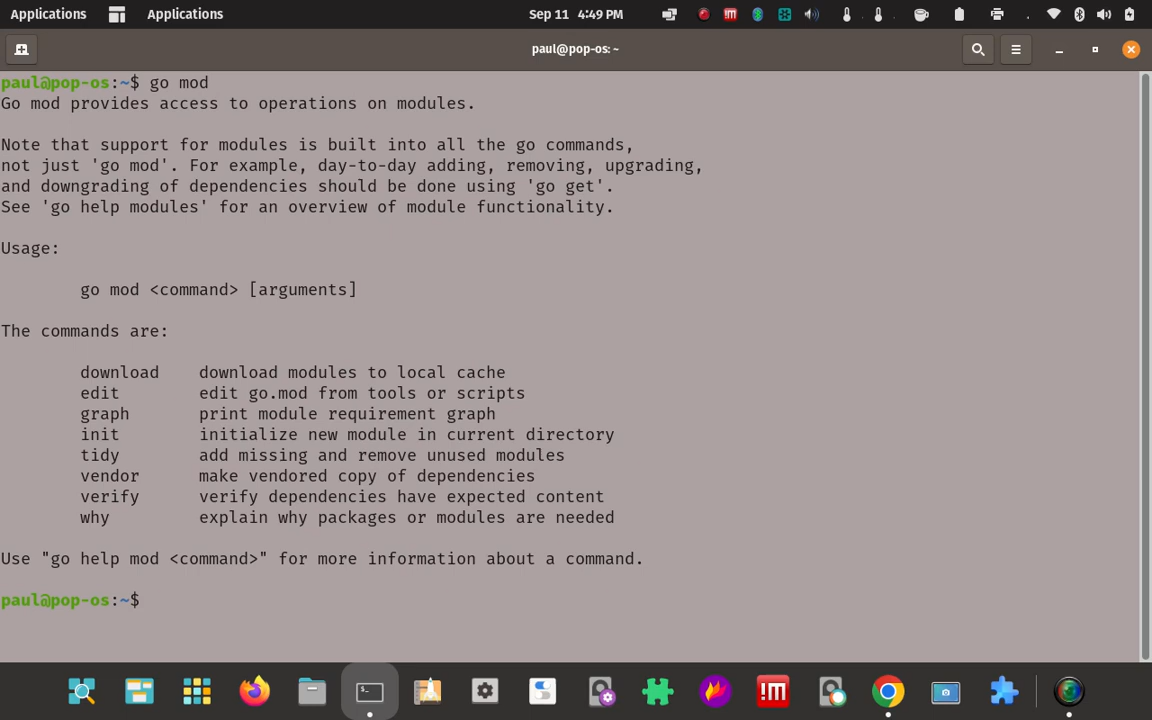 Applications Applications Sep 11 4:49 PM
paul@pop-os: ~
paul@pop-os:~$ go mod
Go mod provides access to operations on modules.
Note that support for modules is built into all the go commands,
not just 'go mod'. For example, day-to-day adding, removing, upgrading,
and downgrading of dependencies should be done using 'go get'.
See 'go help modules' for an overview of module functionality.
Usage:
go mod <command> [arguments]
The commands are:
download download modules to local cache
edit edit go.mod from tools or scripts
graph print module requirement graph
init initialize new module in current directory
tidy add missing and remove unused modules
vendor make vendored copy of dependencies
verify verify dependencies have expected content
why explain why packages or modules are needed
Use "go help mod <command>" for more information about a command.
paul@pop-os:~$
!M